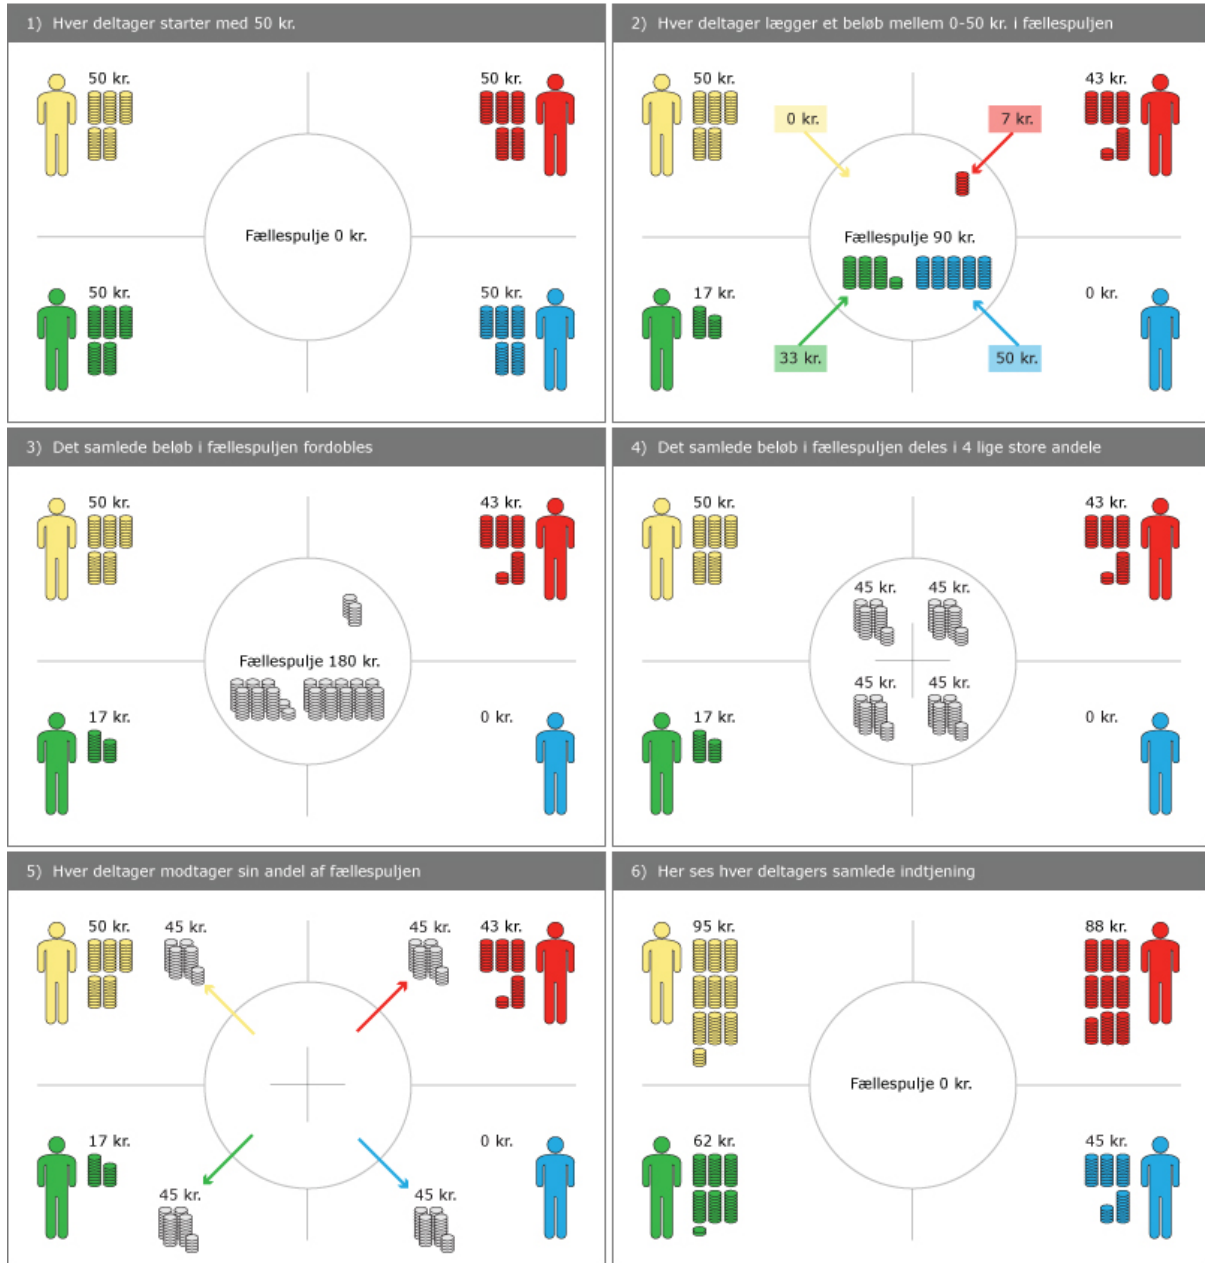 1) Hver deltager starter med 50 kr.
50 kr.
50 kr.
Fællespulje 0 kr.
50 kr.
50 kr.
2) Hver deltager lægger et beløb mellem 0-50 kr. i fællespuljen
50 kr.
43 kr.
0 kr.
7 kr.
Fællespulje 90 kr.
17 kr.
0 kr.
33 kr.
50 kr.
3) Det samlede beløb i fællespuljen fordobles
50 kr.
43 kr.
Fællespulje 180 kr.
17 kr.
0 kr.
4) Det samlede beløb i fællespuljen deles i 4 lige store andele
50 kr.
43 kr.
45 kr.
45 kr.
45 kr.
45 kr.
17 kr.
0 kr.
5) Hver deltager modtager sin andel af fællespuljen
50 kr.
45 kr.
45 kr.
43 kr.
17 kr.
0 kr.
45 kr.
45 kr.
6) Her ses hver deltagers samlede indtjening
95 kr.
88 kr.
Fællespulje 0 kr.
62 kr.
45 kr.